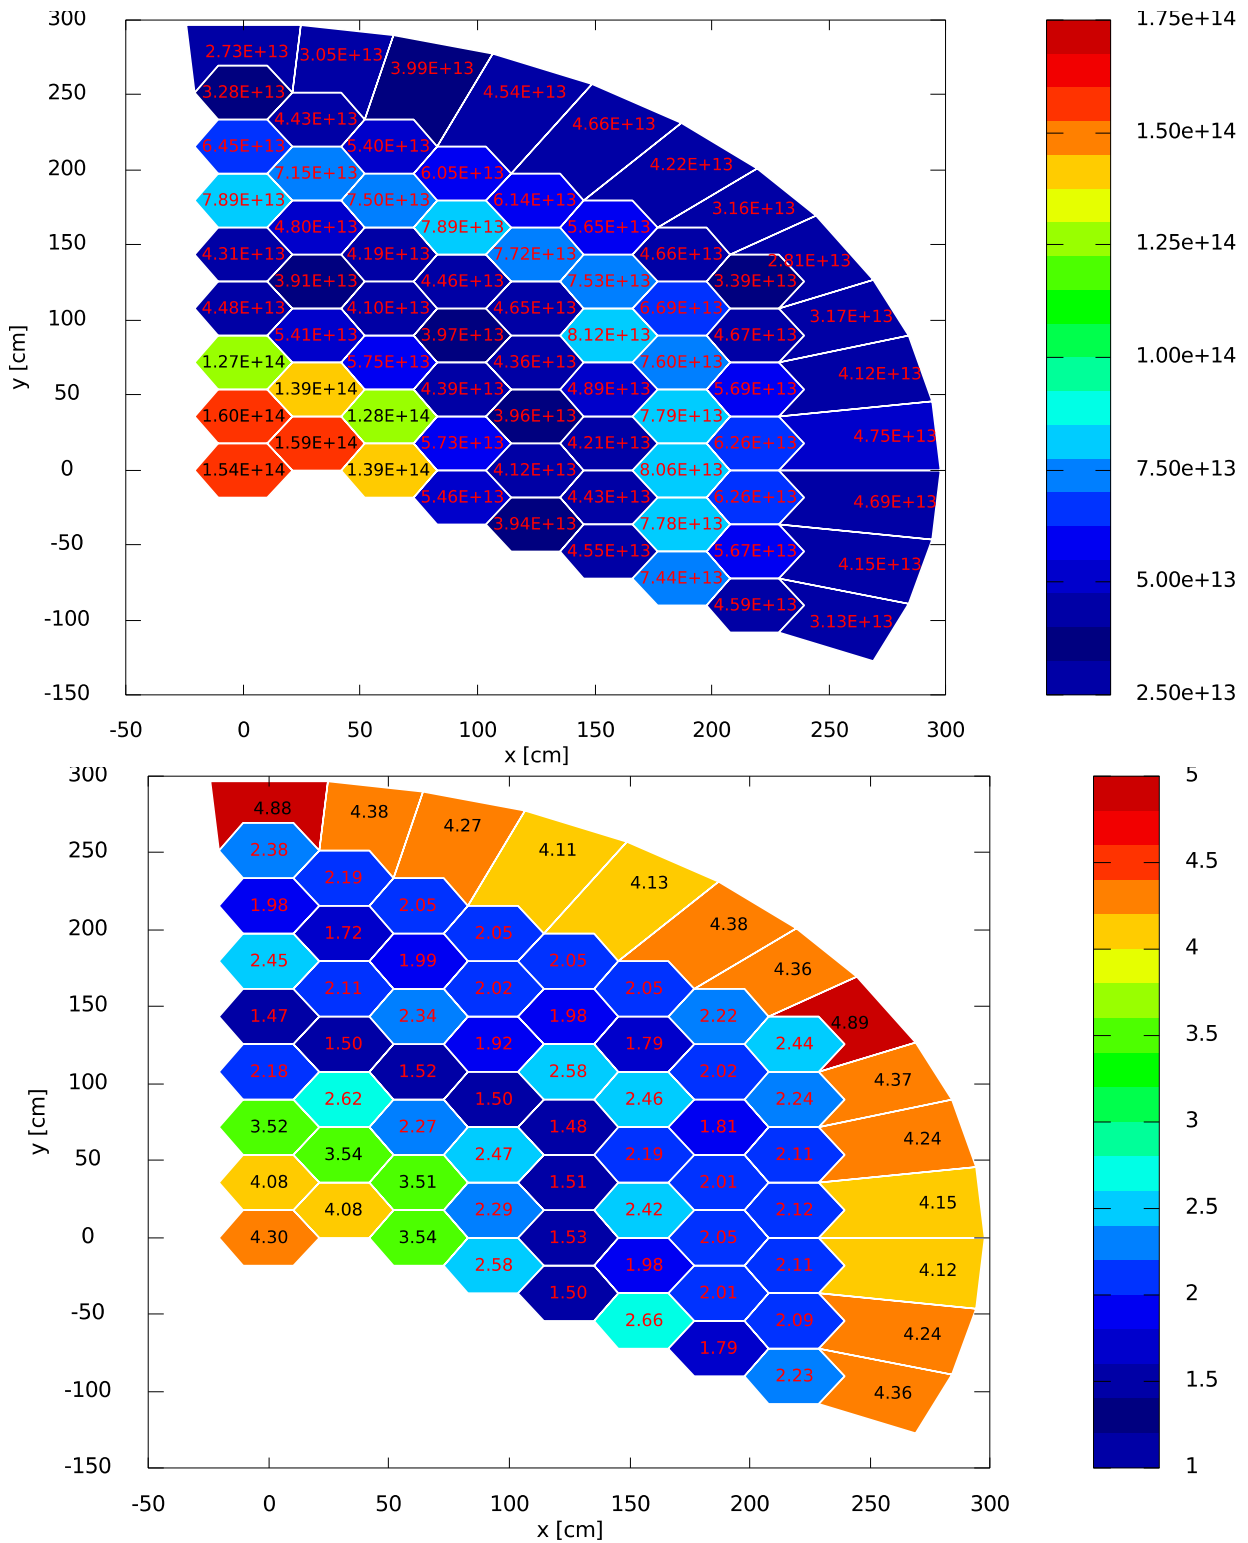 300 1.75e+14
2.73E+13 3.05E+13
3.99E+13
250 3.28E+13 4.54E+13
4.43E+13 4.66E+13
6.45E+13 5.40E+13 1.50e+14
200 7.15E+13 6.05E+13 4.22E+13
7.89E+13 7.50E+13 6.14E+13 3.16E+13
150 4.80E+13 7.89E+13 5.65E+13 1.25e+14
4.31E+13 4.19E+13 7.72E+13 4.66E+13 2.81E+13
3.91E+13 4.46E+13 7.53E+13 3.39E+13
100 4.48E+13 4.10E+13 4.65E+13 6.69E+13 3.17E+13
5.41E+13 3.97E+13 8.12E+13 4.67E+13
1.27E+14 5.75E+13 4.36E+13 7.60E+13 4.12E+13 1.00e+14
50 1.39E+14 4.39E+13 4.89E+13 5.69E+13
1.60E+14 1.28E+14 3.96E+13 7.79E+13
1.59E+14 5.73E+13 4.21E+13 6.26E+13 4.75E+13
0 1.54E+14 1.39E+14 4.12E+13 8.06E+13 7.50e+13
5.46E+13 4.43E+13 6.26E+13 4.69E+13
3.94E+13 7.78E+13
-50 4.55E+13 5.67E+13 4.15E+13
7.44E+13 5.00e+13
4.59E+13
-100 3.13E+13
-150 2.50e+13
-50 0 50 100 150 200 250 300
x [cm]
y [cm]
300 5
4.88 4.38
4.27
250 2.38 4.11 4.5
2.19 4.13
1.98 2.05
200 1.72 2.05 4.38
2.45 1.99 2.05 4.36 4
150 2.11 2.02 2.05
1.47 2.34 1.98 2.22 4.89
1.50 1.92 1.79 2.44 3.5
100 2.18 1.52 2.58 2.02 4.37
2.62 1.50 2.46 2.24
3.52 2.27 1.48 1.81 4.24 3
50 3.54 2.47 2.19 2.11
4.08 3.51 1.51 2.01
4.08 2.29 2.42 2.12 4.15 2.5
0 4.30 3.54 1.53 2.05
2.58 1.98 2.11 4.12
1.50 2.01 2
-50 2.66 2.09 4.24
1.79
2.23 1.5
-100 4.36
-150 1
-50 0 50 100 150 200 250 300
x [cm]
y [cm]